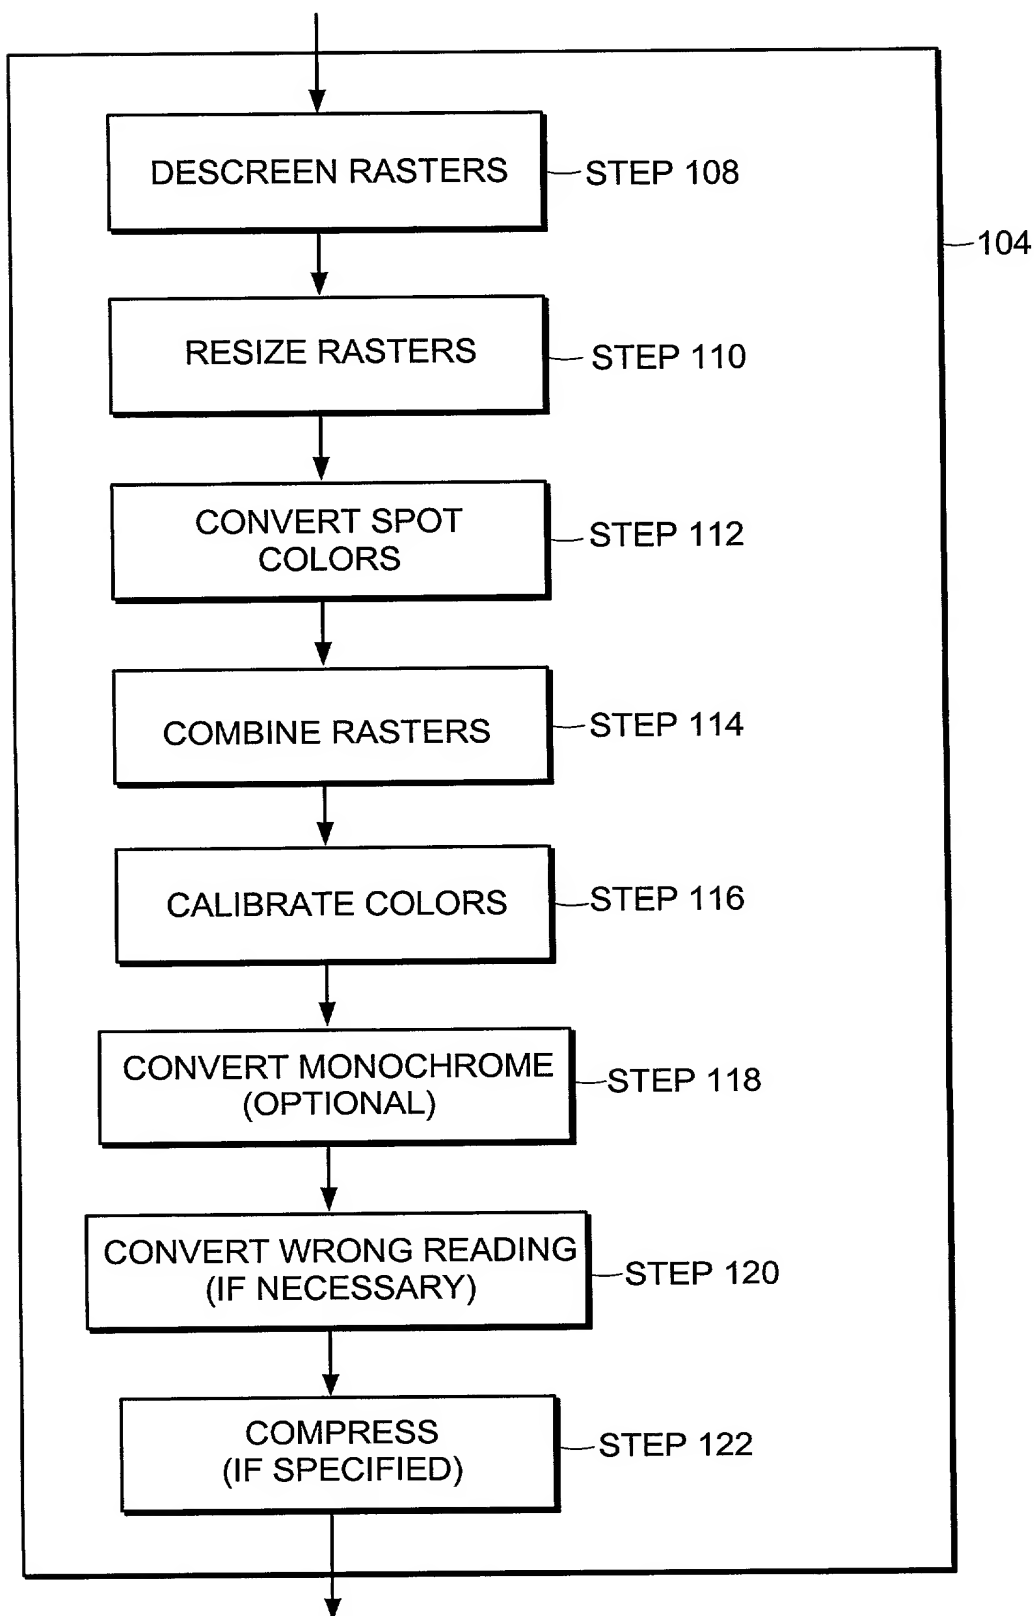 DESCREEN RASTERS
STEP 108
104
RESIZE RASTERS
STEP 110
CONVERT SPOT
COLORS
STEP 112
COMBINE RASTERS
STEP 114
CALIBRATE COLORS
STEP 116
CONVERT MONOCHROME
(OPTIONAL)
STEP 118
CONVERT WRONG READING
(IF NECESSARY)
STEP 120
COMPRESS
(IF SPECIFIED)
STEP 122